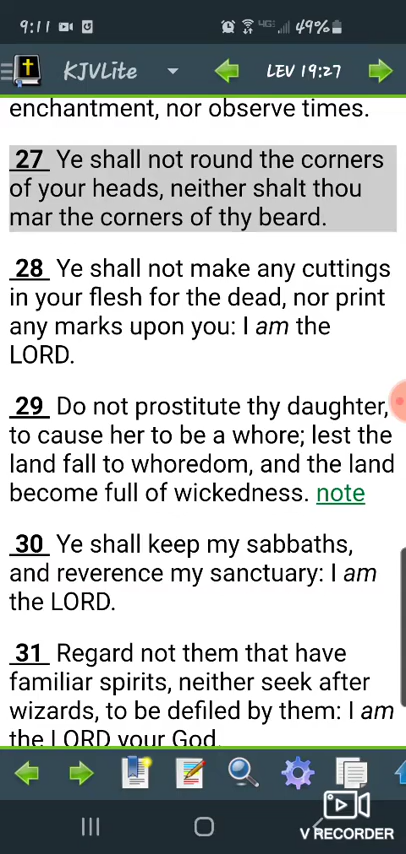 9:11 4G 49%
KJVLite LEV 19:27
enchantment, nor observe times.
27 Ye shall not round the corners
of your heads, neither shalt thou
mar the corners of thy beard.
28 Ye shall not make any cuttings
in your flesh for the dead, nor print
any marks upon you: I am the
LORD.
29 Do not prostitute thy daughter,
to cause her to be a whore; lest the
land fall to whoredom, and the land
become full of wickedness. note
30 Ye shall keep my sabbaths,
and reverence my sanctuary: I am
the LORD.
31 Regard not them that have
familiar spirits, neither seek after
wizards, to be defiled by them: I am
the LORD your God.
V RECORDER